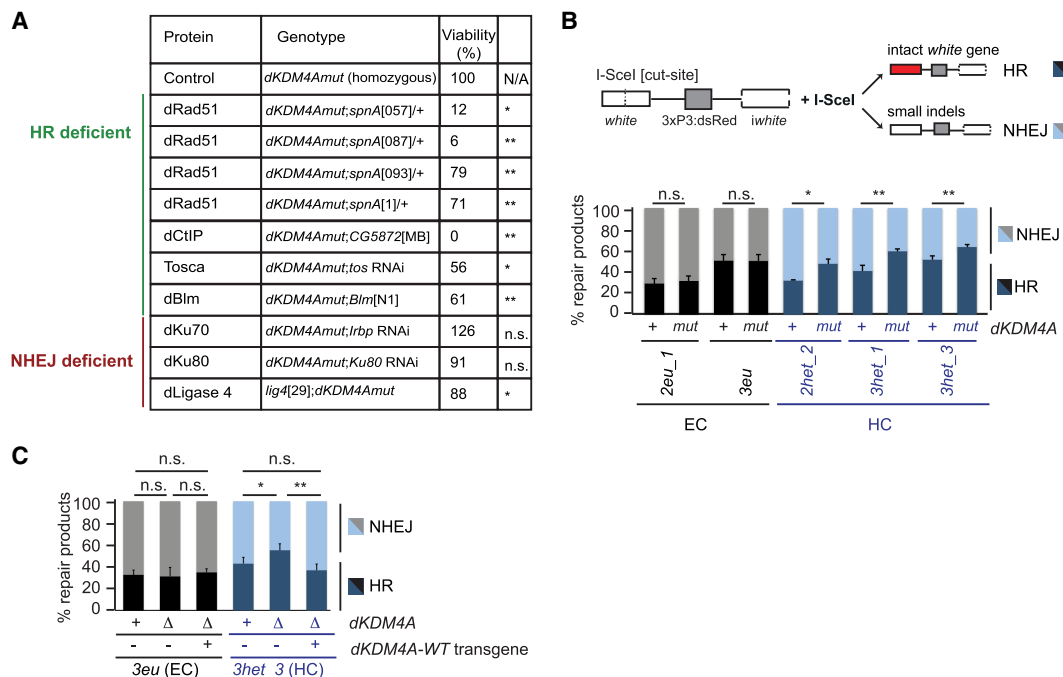 A
Protein Genotype Viability (%)
Control dKDM4Amut (homozygous) 100 N/A
HR deficient
dRad51 dKDM4Amut;spnA[057]/+ 12 *
dRad51 dKDM4Amut;spnA[087]/+ 6 **
dRad51 dKDM4Amut;spnA[093]/+ 79 **
dRad51 dKDM4Amut;spnA[1]/+ 71 **
dCtIP dKDM4Amut;CG5872[MB] 0 **
Tosca dKDM4Amut;tos RNAi 56 *
dBlm dKDM4Amut;Blm[N1] 61 **
NHEJ deficient
dKu70 dKDM4Amut;Irbp RNAi 126 n.s.
dKu80 dKDM4Amut;Ku80 RNAi 91 n.s.
dLigase 4 lig4[29];dKDM4Amut 88 *
B
I-SceI [cut-site]
white 3xP3:dsRed iwhite
+ I-SceI
intact white gene
HR
small indels
NHEJ
n.s. n.s. * ** **
% repair products
100
80
60
40
20
0
NHEJ
HR
+ mut + mut + mut + mut + mut dKDM4A
2eu_1 3eu 2het_2 3het_1 3het_3
EC HC
C
n.s. n.s.
n.s. n.s. * **
% repair products
100
80
60
40
20
0
NHEJ
HR
+ Δ Δ + Δ Δ dKDM4A
- - + - - + dKDM4A-WT transgene
3eu (EC) 3het 3 (HC)